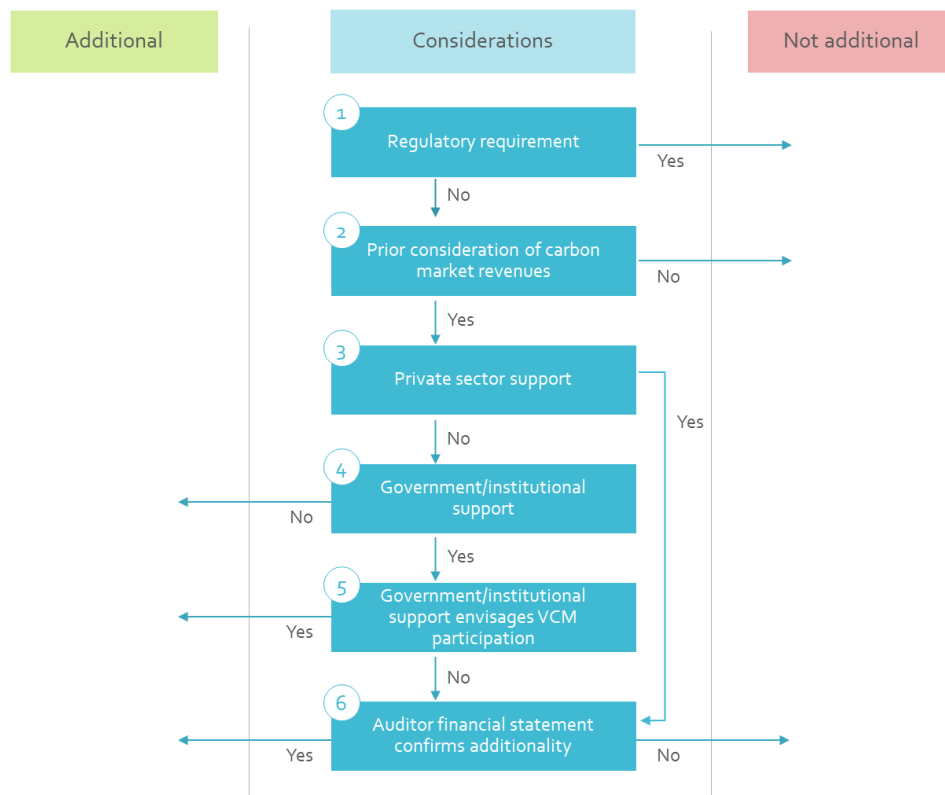 Additional
Considerations
Not additional
1
Regulatory requirement
Yes
No
2
Prior consideration of carbon
market revenues
No
Yes
3
Private sector support
Yes
No
4
Government/institutional
support
No
Yes
5
Government/institutional
support envisages VCM
participation
Yes
No
6
Auditor financial statement
confirms additionality
Yes
No